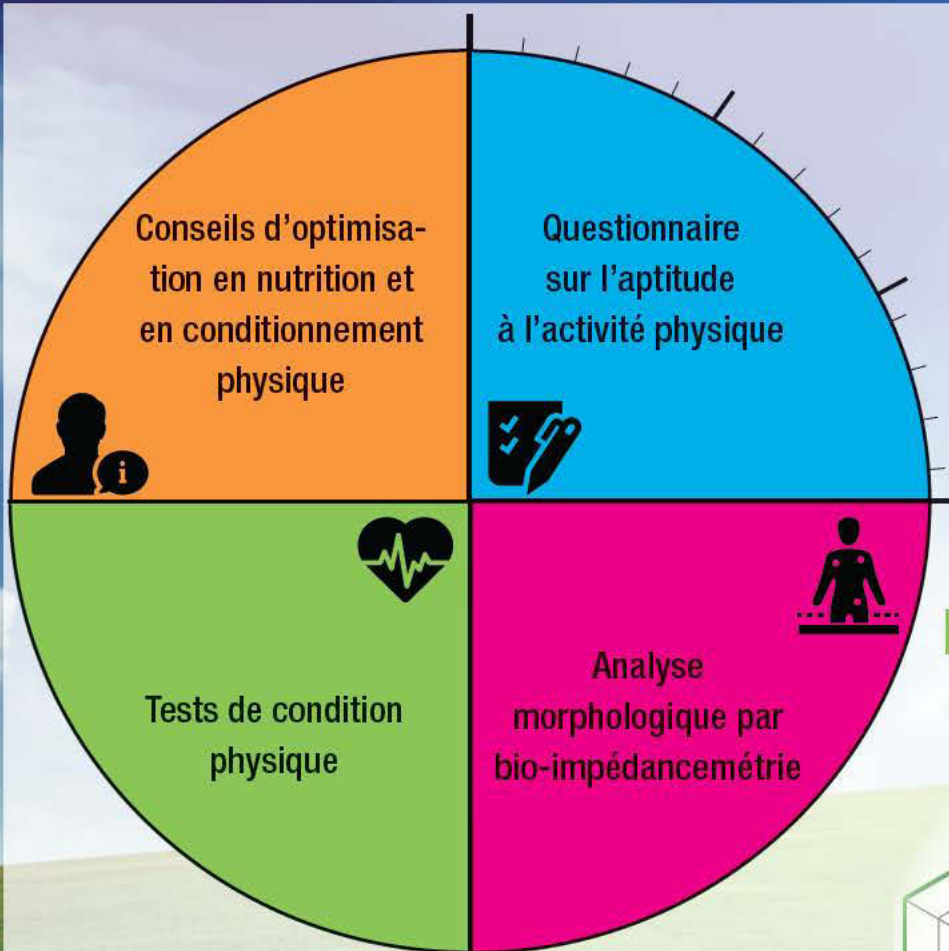 Conseils d'optimisa-
tion en nutrition et
en conditionnement
physique
i
Questionnaire
sur l'aptitude
à l'activité physique
Tests de condition
physique
Analyse
morphologique par
bio-impédancemétrie